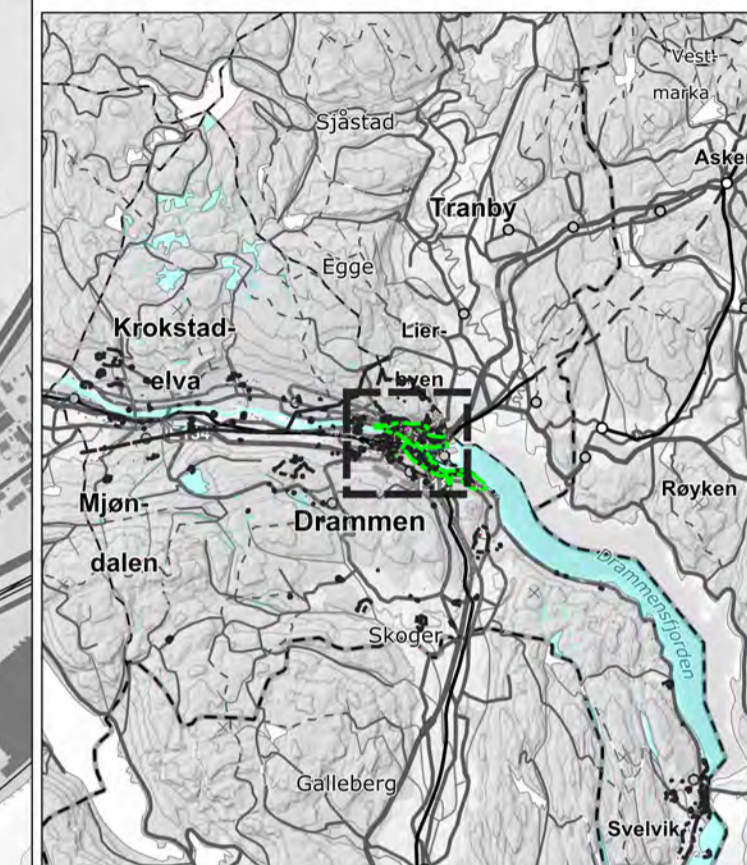 Vest-
marka
Sjåstad
Asker
Tranby
Egge
Krokstad-
elva
Lier-
byen
Mjøn-
dalen
Drammen
Røyken
Drammensfjorden
Skoger
Galleberg
Svelvik